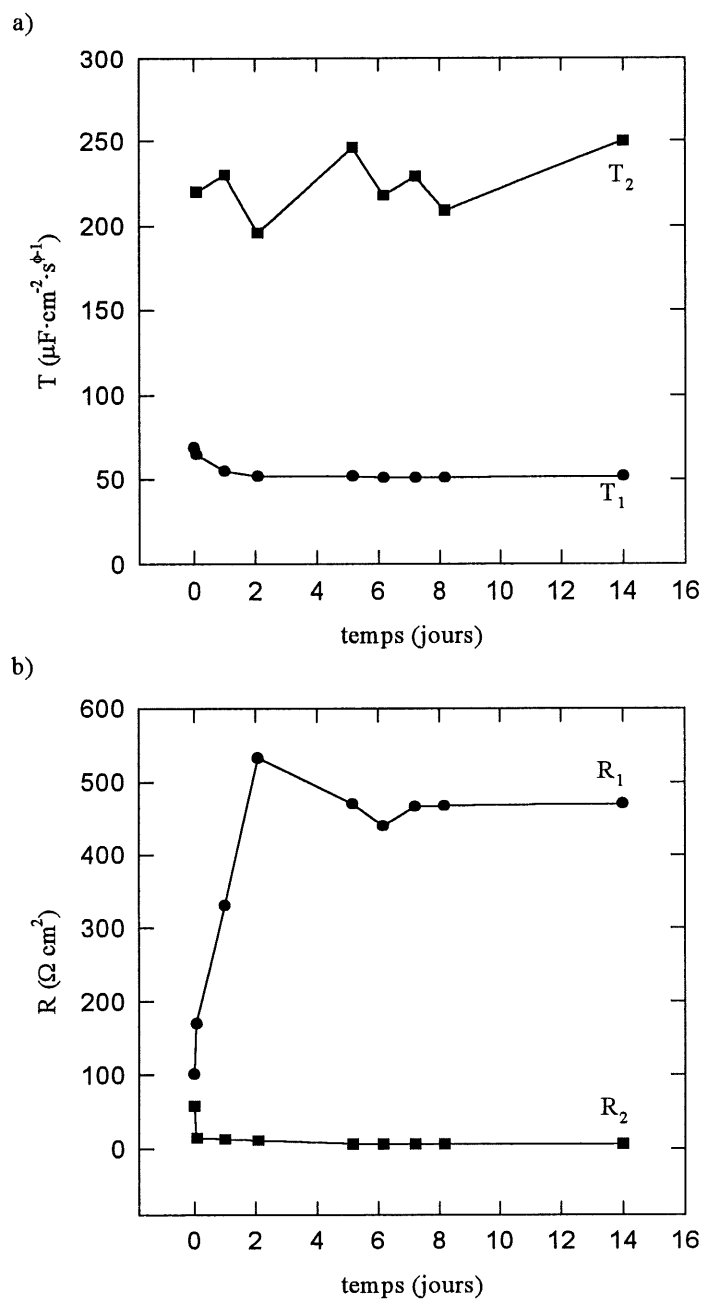 a)
300
250
200
150
100
50
0
T (μF·cm⁻²·s^ϕ-1)
T₂
T₁
0 2 4 6 8 10 12 14 16
temps (jours)
b)
600
500
400
300
200
100
0
R (Ω cm²)
R₁
R₂
0 2 4 6 8 10 12 14 16
temps (jours)